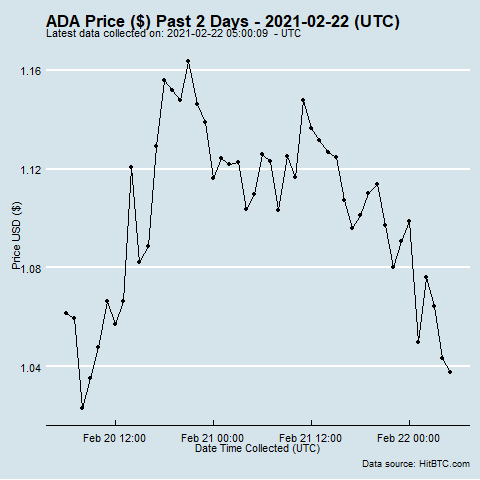 ADA Price ($) Past 2 Days - 2021-02-22 (UTC)
Latest data collected on: 2021-02-22 05:00:09 - UTC
1.16
1.12
1.08
1.04
Price USD ($)
Feb 20 12:00 Feb 21 00:00 Feb 21 12:00 Feb 22 00:00
Date Time Collected (UTC)
Data source: HitBTC.com